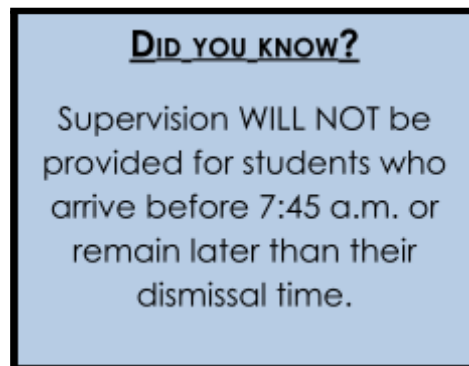 DID YOU KNOW?
Supervision WILL NOT be
provided for students who
arrive before 7:45 a.m. or
remain later than their
dismissal time.